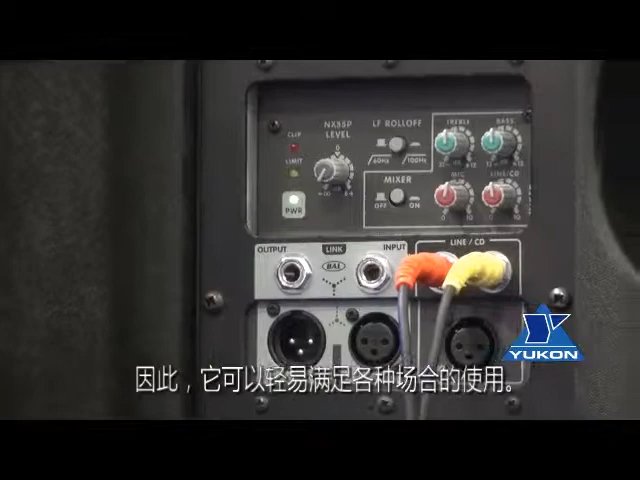 NX55P
LEVEL
LF ROLLOFF
TREBLE
BASS
CLIP
LIMIT
60Hz
100Hz
MIXER
OFF
ON
MIC
LINE/CD
PWR
OUTPUT
LINK
INPUT
BAL
LINE / CD
YUKON
因此，它可以轻易满足各种场合的使用。